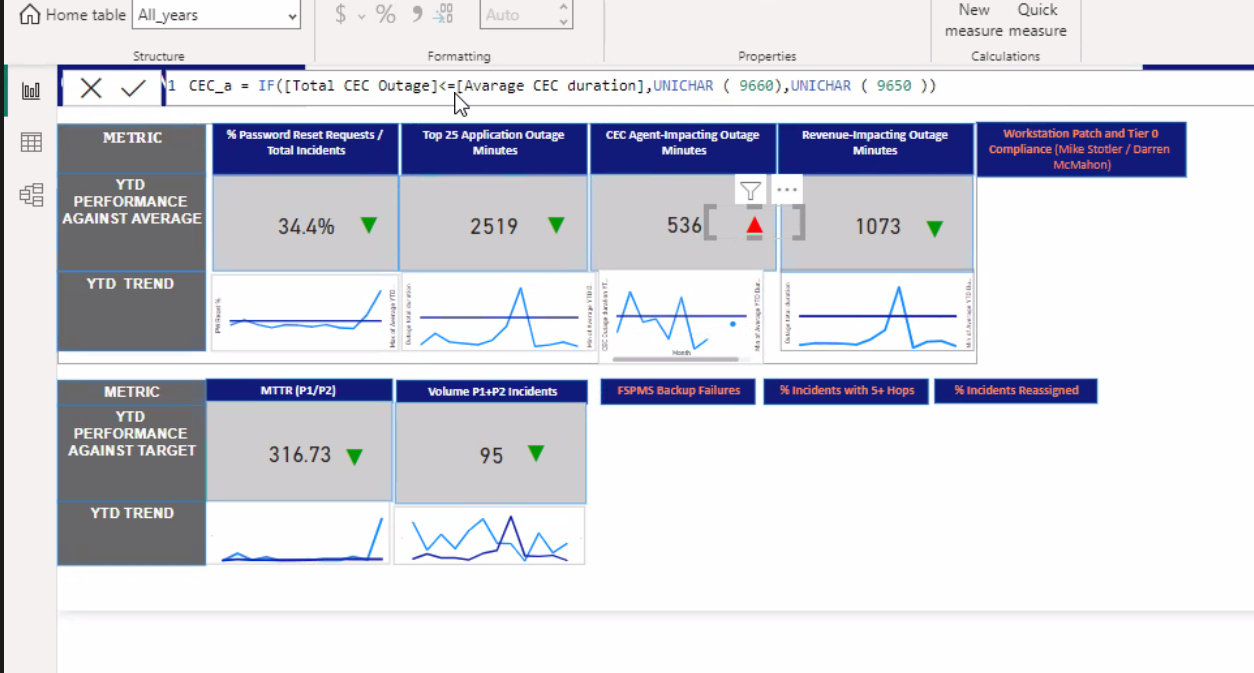 Home table All_years
$ % Auto
New Quick
measure measure
Structure Formatting Properties Calculations
1 CEC_a = IF([Total CEC Outage]<=[Avarage CEC duration],UNICHAR ( 9660),UNICHAR ( 9650 ))
METRIC
% Password Reset Requests /
Total Incidents
Top 25 Application Outage
Minutes
CEC Agent-Impacting Outage
Minutes
Revenue-Impacting Outage
Minutes
Workstation Patch and Tier 0
Compliance (Mike Stotler / Darren
McMahon)
YTD
PERFORMANCE
AGAINST AVERAGE
34.4% ▼
2519 ▼
536 ▲
1073 ▼
YTD TREND
PW Reset %
Outage total duration
Outage total duration
Month
METRIC
MTTR (P1/P2)
Volume P1+P2 Incidents
FSPMS Backup Failures
% Incidents with 5+ Hops
% Incidents Reassigned
YTD
PERFORMANCE
AGAINST TARGET
316.73 ▼
95 ▼
YTD TREND